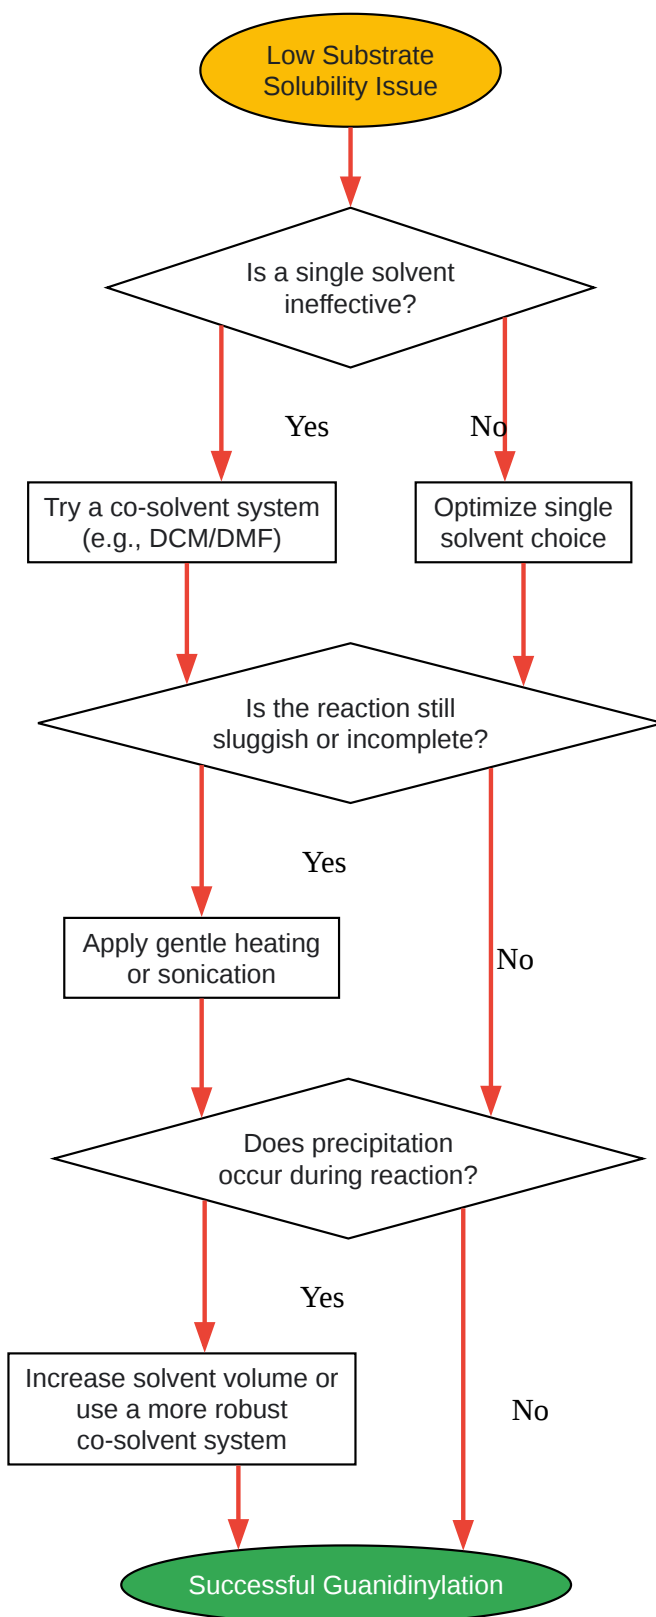 Low Substrate
Solubility Issue
Is a single solvent
ineffective?
Yes
No
Try a co-solvent system
(e.g., DCM/DMF)
Optimize single
solvent choice
Is the reaction still
sluggish or incomplete?
Yes
Apply gentle heating
or sonication
No
Does precipitation
occur during reaction?
Yes
Increase solvent volume or
use a more robust
co-solvent system
No
Successful Guanidinylation